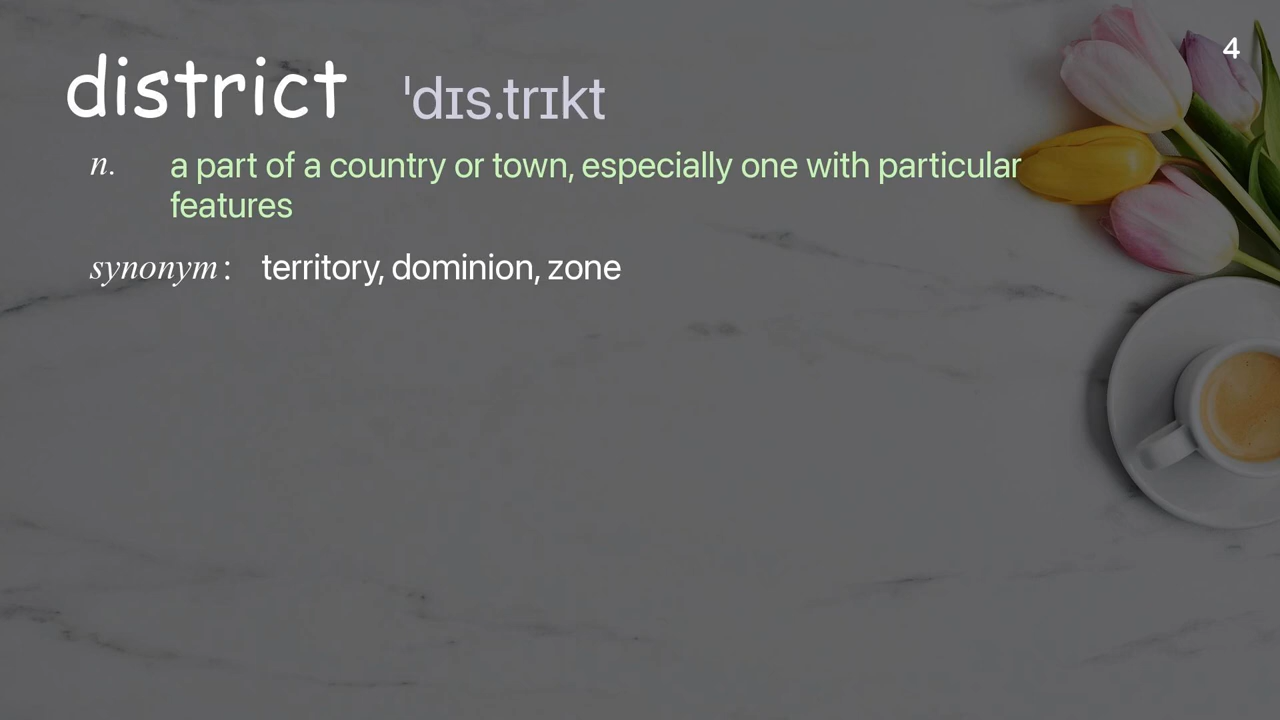 4
district ˈdɪs.trɪkt
n. a part of a country or town, especially one with particular
features
synonym: territory, dominion, zone